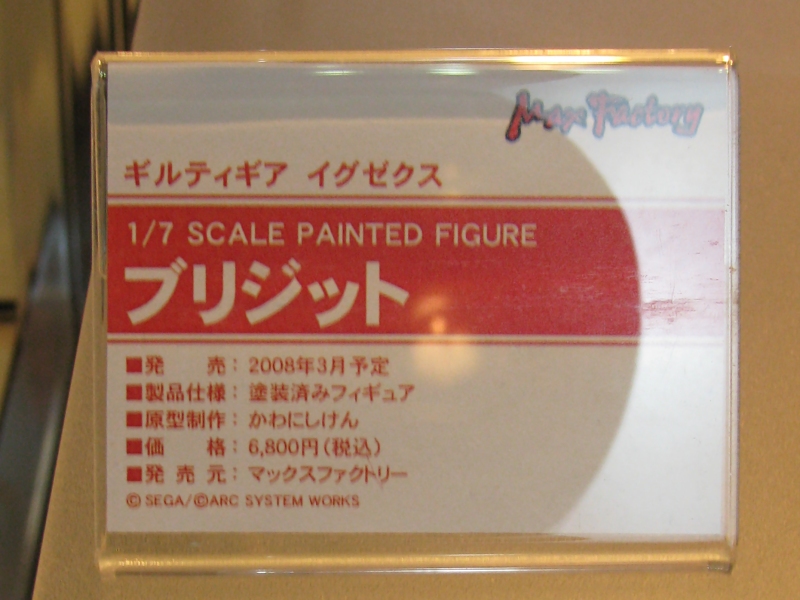 Max Factory
ギルティギア イグゼクス
1/7 SCALE PAINTED FIGURE
ブリジット
■発　売：2008年3月予定
■製品仕様：塗装済みフィギュア
■原型制作：かわにしけん
■価　格：6,800円(税込)
■発 売 元：マックスファクトリー
©SEGA/©ARC SYSTEM WORKS